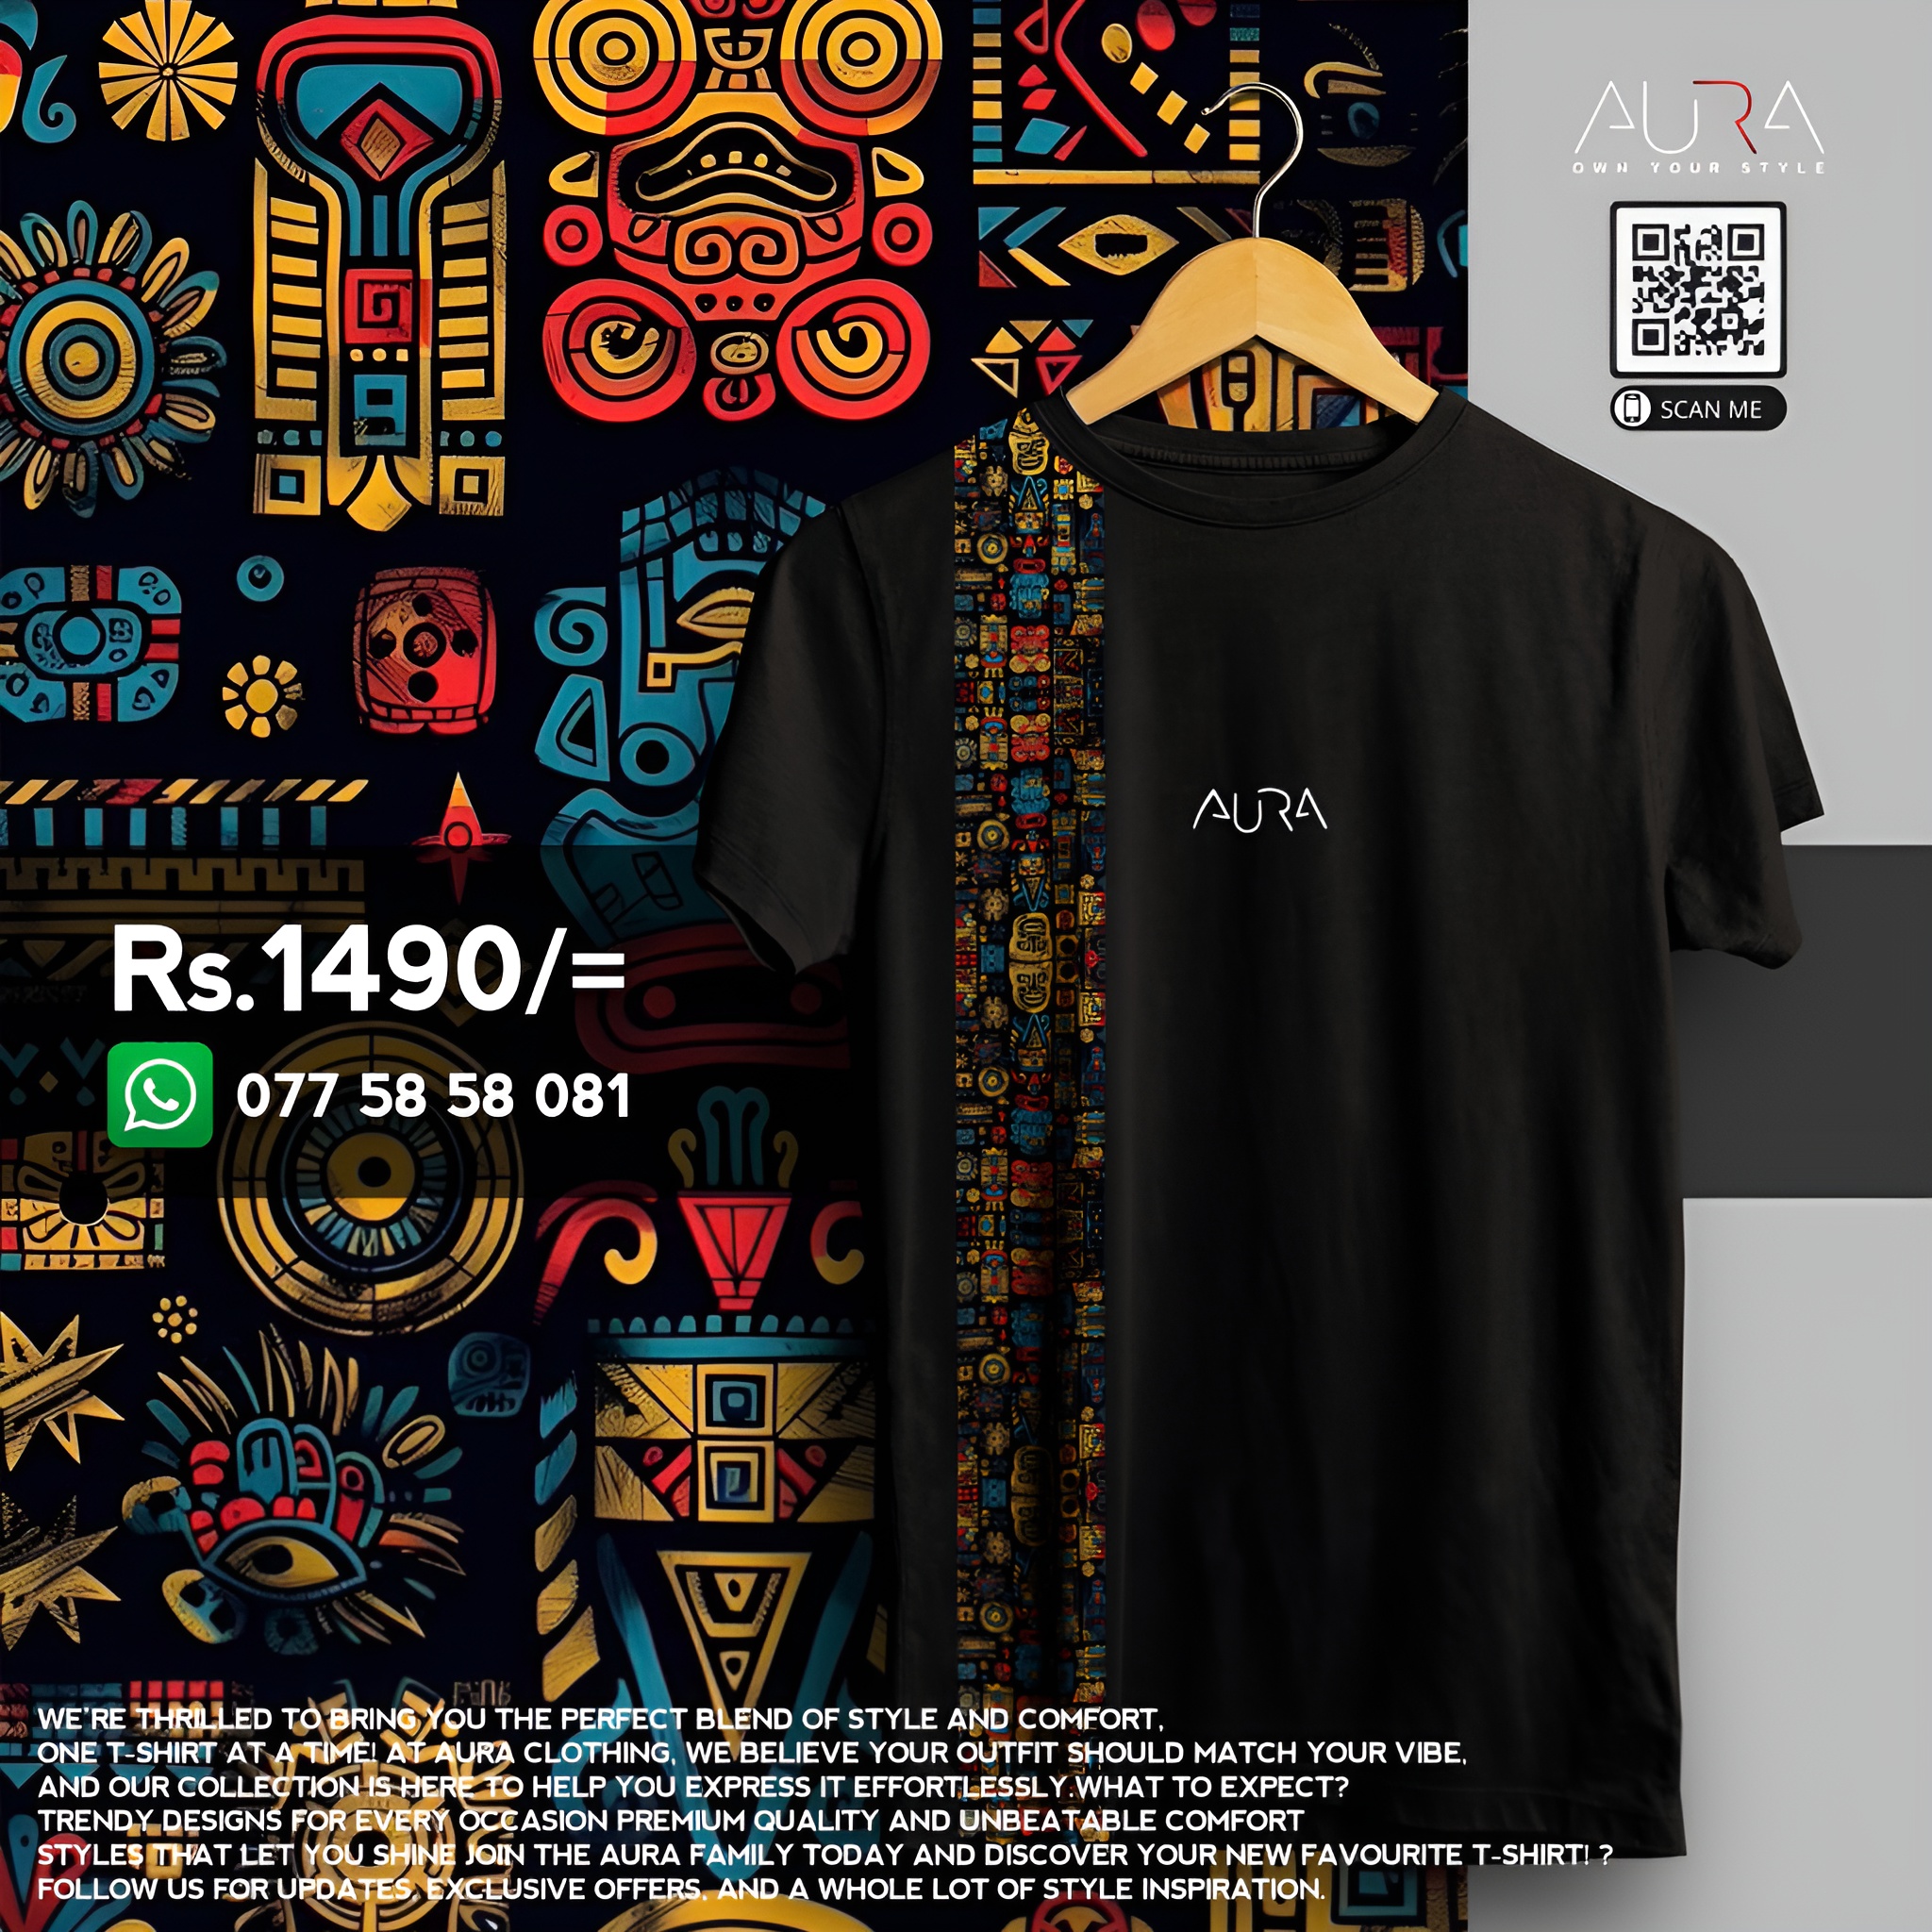 AURA
OWN YOUR STYLE
SCAN ME
AURA
Rs.1490/=
077 58 58 081
WE'RE THRILLED TO BRING YOU THE PERFECT BLEND OF STYLE AND COMFORT,
ONE T-SHIRT AT A TIME! AT AURA CLOTHING, WE BELIEVE YOUR OUTFIT SHOULD MATCH YOUR VIBE,
AND OUR COLLECTION IS HERE TO HELP YOU EXPRESS IT EFFORTLESSLY.WHAT TO EXPECT?
TRENDY DESIGNS FOR EVERY OCCASION PREMIUM QUALITY AND UNBEATABLE COMFORT
STYLES THAT LET YOU SHINE JOIN THE AURA FAMILY TODAY AND DISCOVER YOUR NEW FAVOURITE T-SHIRT! ?
FOLLOW US FOR UPDATES, EXCLUSIVE OFFERS, AND A WHOLE LOT OF STYLE INSPIRATION.